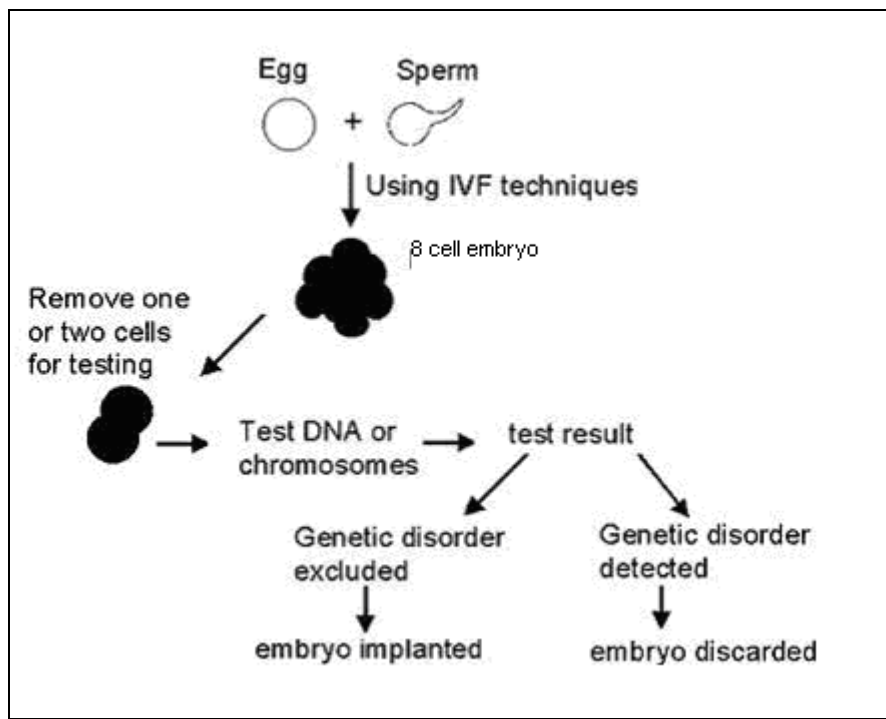 Egg
Sperm
+
Using IVF techniques
8 cell embryo
Remove one
or two cells
for testing
Test DNA or
chromosomes
test result
Genetic disorder
excluded
Genetic disorder
detected
embryo implanted
embryo discarded